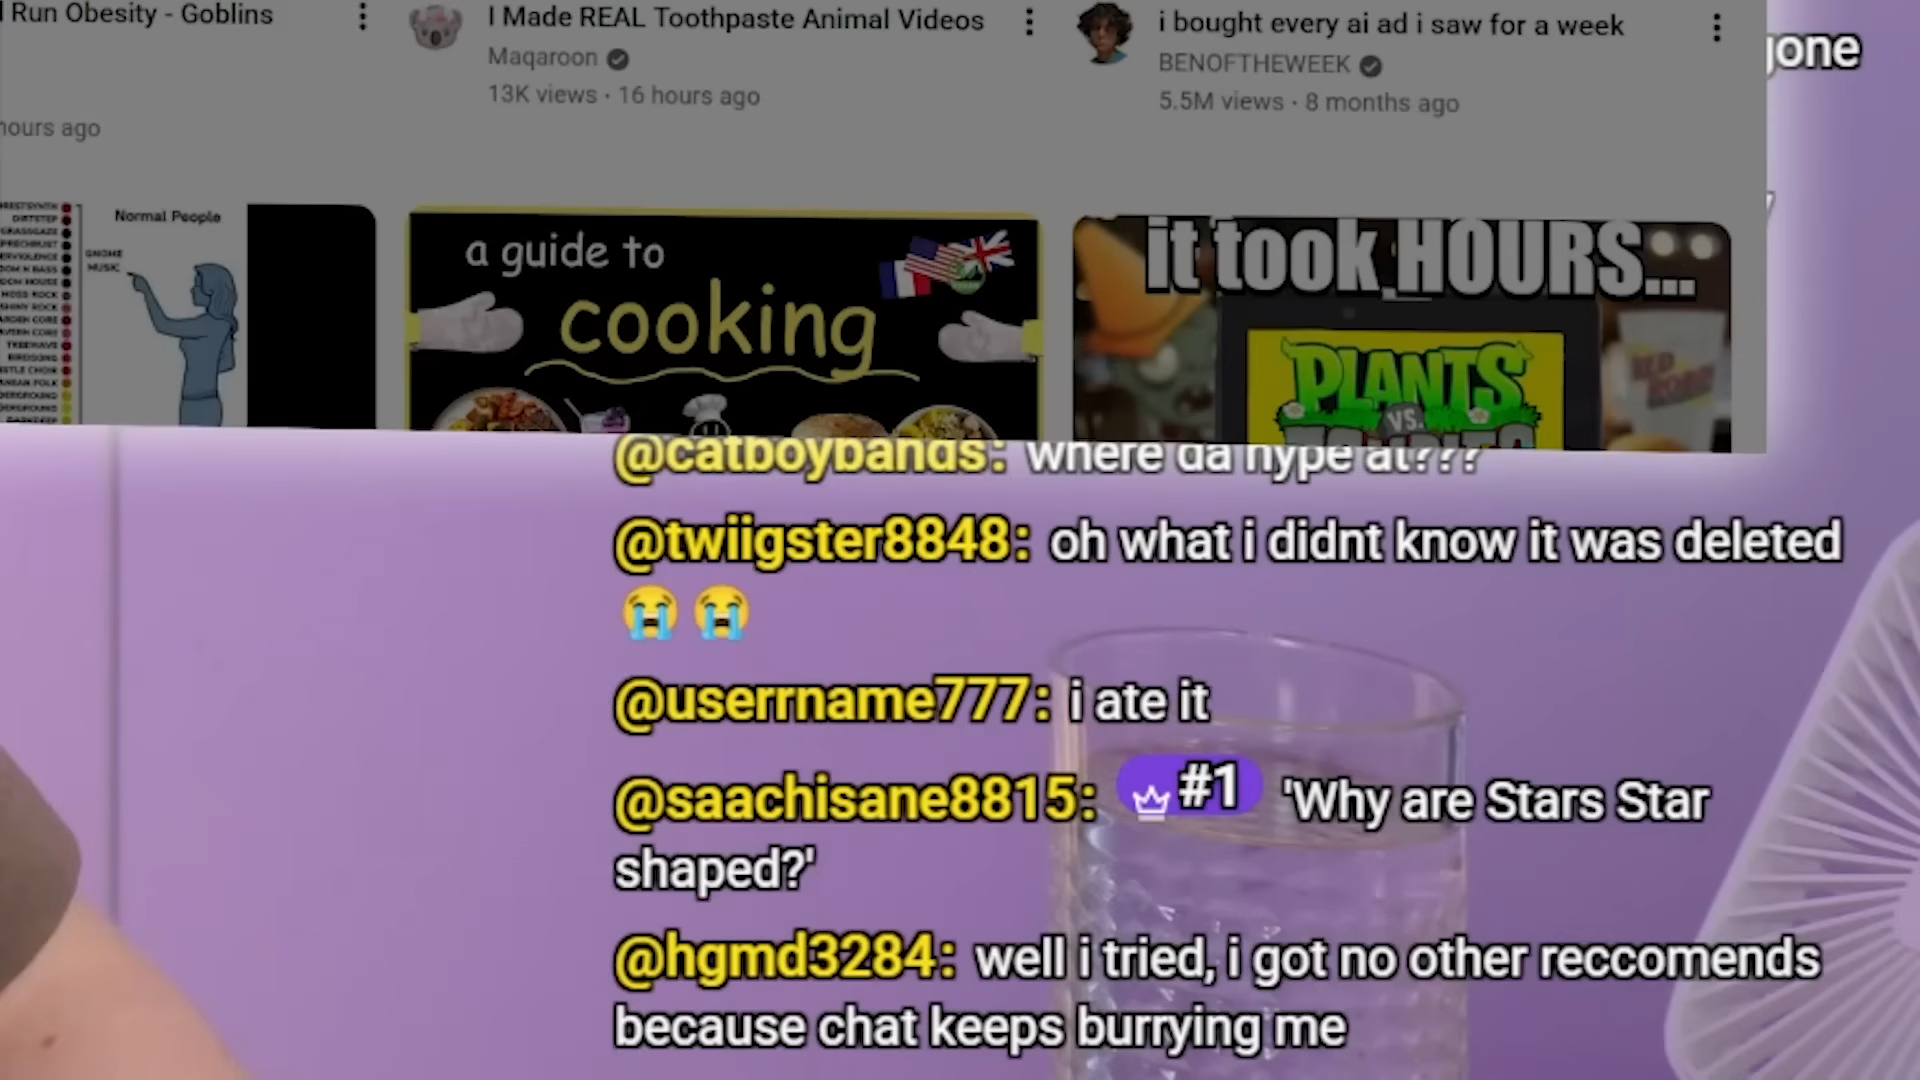 Run Obesity - Goblins
I Made REAL Toothpaste Animal Videos
Maqaroon
13K views • 16 hours ago
i bought every ai ad i saw for a week
BENOFTHEWEEK
5.5M views • 8 months ago
hours ago
Normal People
GNOME
MUSIC
a guide to
cooking
it took HOURS...
PLANTS
VS.
@catboybands: where da hype at???
@twiigster8848: oh what i didnt know it was deleted
😭😭
@userrname777: i ate it
@saachisane8815: #1 'Why are Stars Star
shaped?'
@hgmd3284: well i tried, i got no other reccomends
because chat keeps burrying me